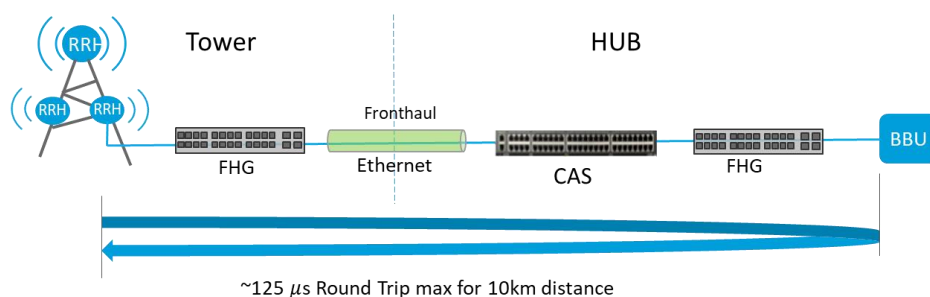 Tower
HUB
RRH
RRH
RRH
Fronthaul
Ethernet
FHG
CAS
FHG
BBU
~125 𝜇s Round Trip max for 10km distance